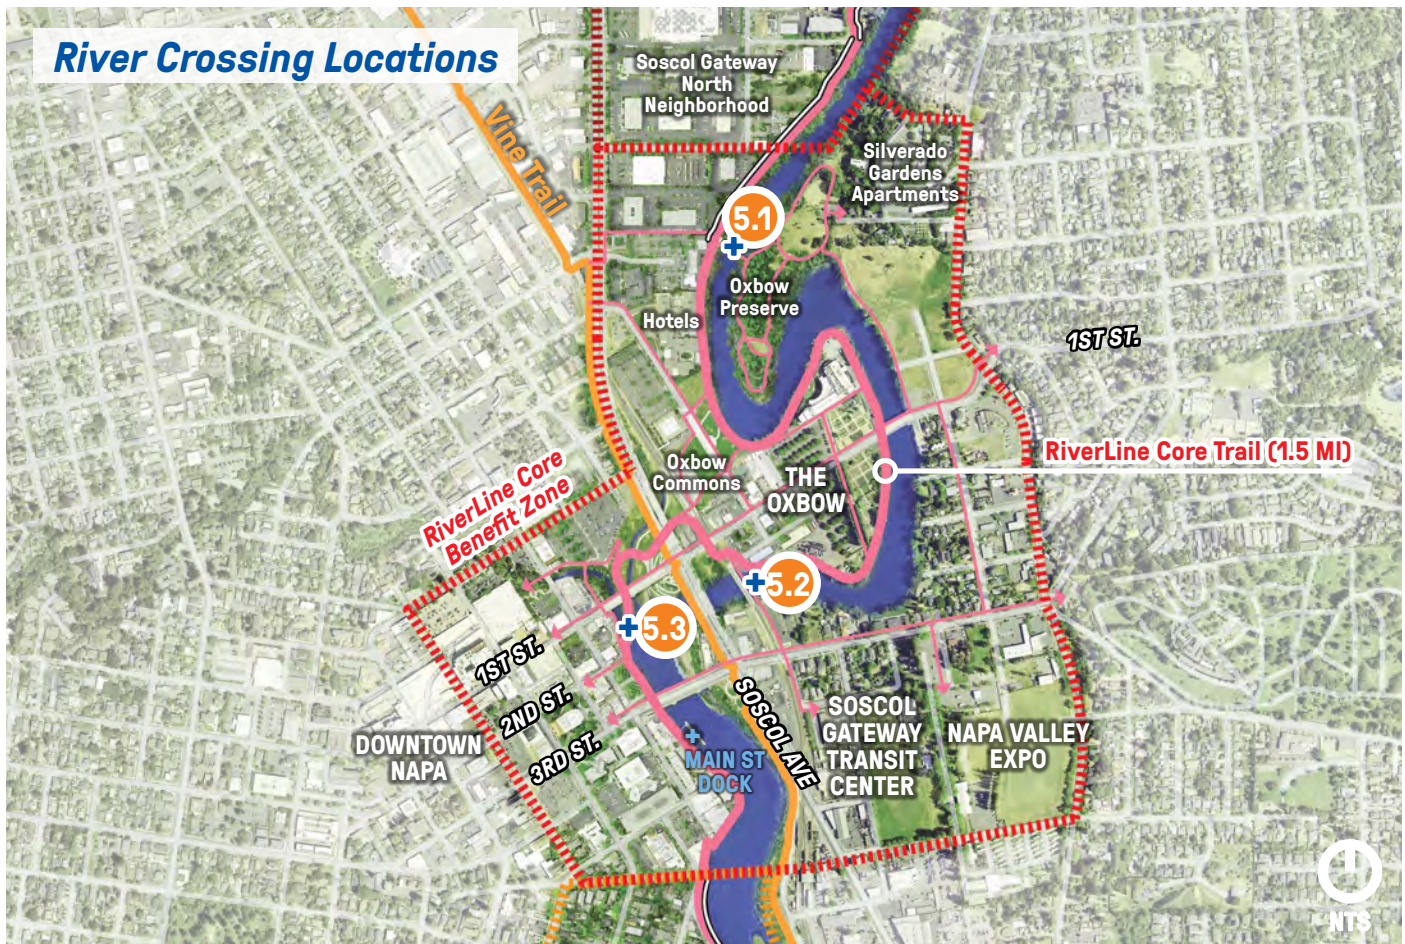 River Crossing Locations
Soscol Gateway
North
Neighborhood
Vine Trail
Silverado
Gardens
Apartments
5.1
Oxbow
Preserve
Hotels
1ST ST.
RiverLine Core Trail (1.5 MI)
Oxbow
Commons
THE
OXBOW
RiverLine Core
Benefit Zone
5.2
5.3
1ST ST.
2ND ST.
3RD ST.
DOWNTOWN
NAPA
MAIN ST
DOCK
SOSCOL AVE
SOSCOL
GATEWAY
TRANSIT
CENTER
NAPA VALLEY
EXPO
NTS